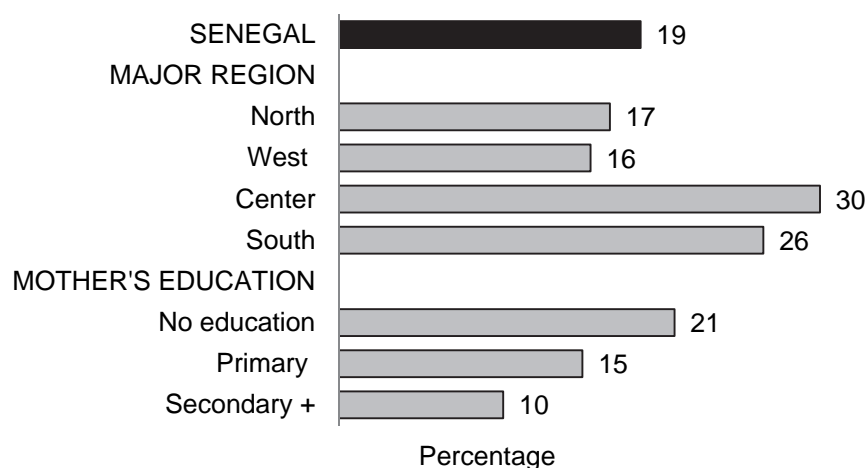 SENEGAL 19
MAJOR REGION
North 17
West 16
Center 30
South 26
MOTHER'S EDUCATION
No education 21
Primary 15
Secondary + 10
Percentage